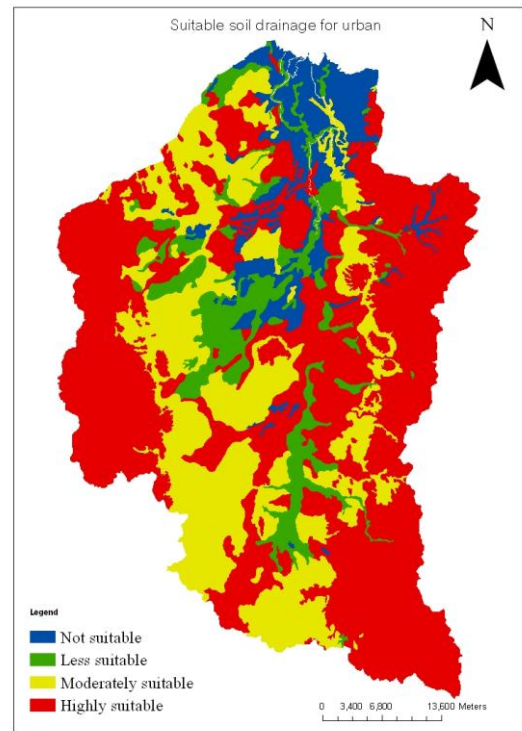 Suitable soil drainage for urban
N
Legend
Not suitable
Less suitable
Moderately suitable
Highly suitable
0 3,400 6,800 13,600 Meters